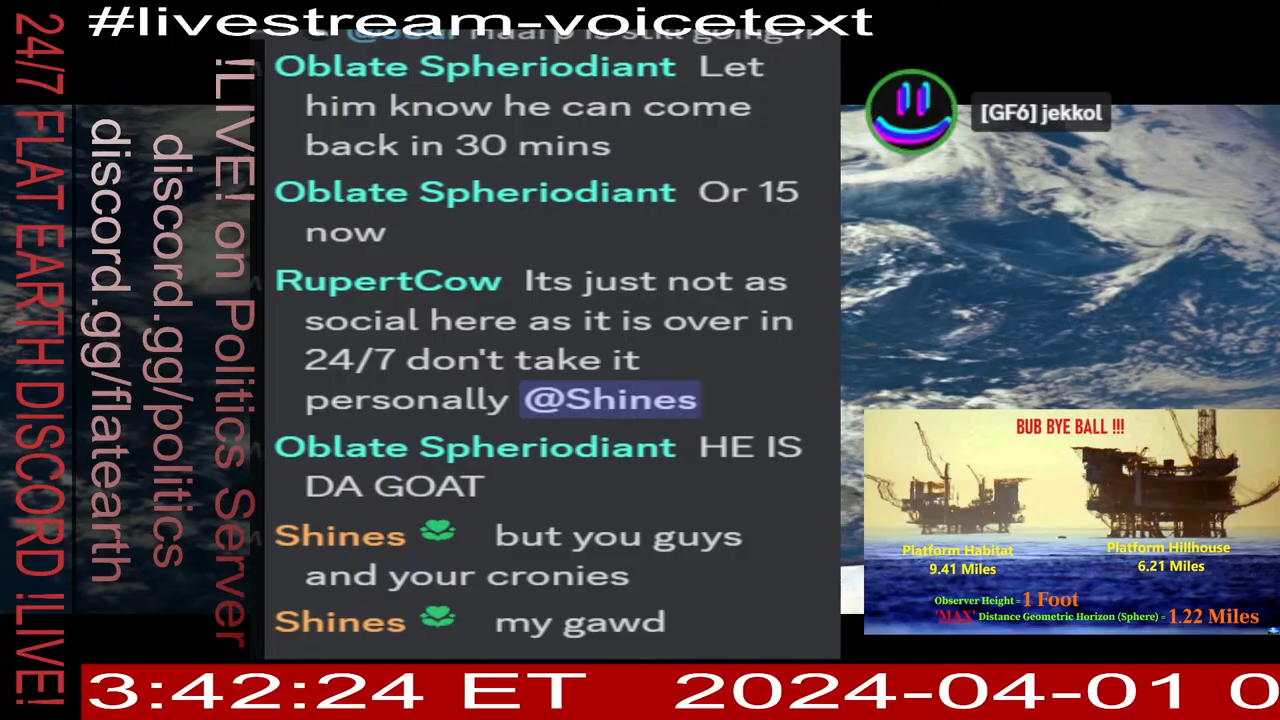 #livestream-voicetext
24/7 FLAT EARTH DISCORD !LIVE!
discord.gg/flatearth
discord.gg/politics
!LIVE! on Politics Server
Oblate Spheriodiant Let
him know he can come
back in 30 mins
Oblate Spheriodiant Or 15
now
RupertCow Its just not as
social here as it is over in
24/7 don't take it
personally @Shines
Oblate Spheriodiant HE IS
DA GOAT
Shines but you guys
and your cronies
Shines my gawd
[GF6] jekkol
BUB BYE BALL !!!
Platform Habitat
9.41 Miles
Platform Hillhouse
6.21 Miles
Observer Height = 1 Foot
'MAX' Distance Geometric Horizon (Sphere) = 1.22 Miles
3:42:24 ET 2024-04-01 0